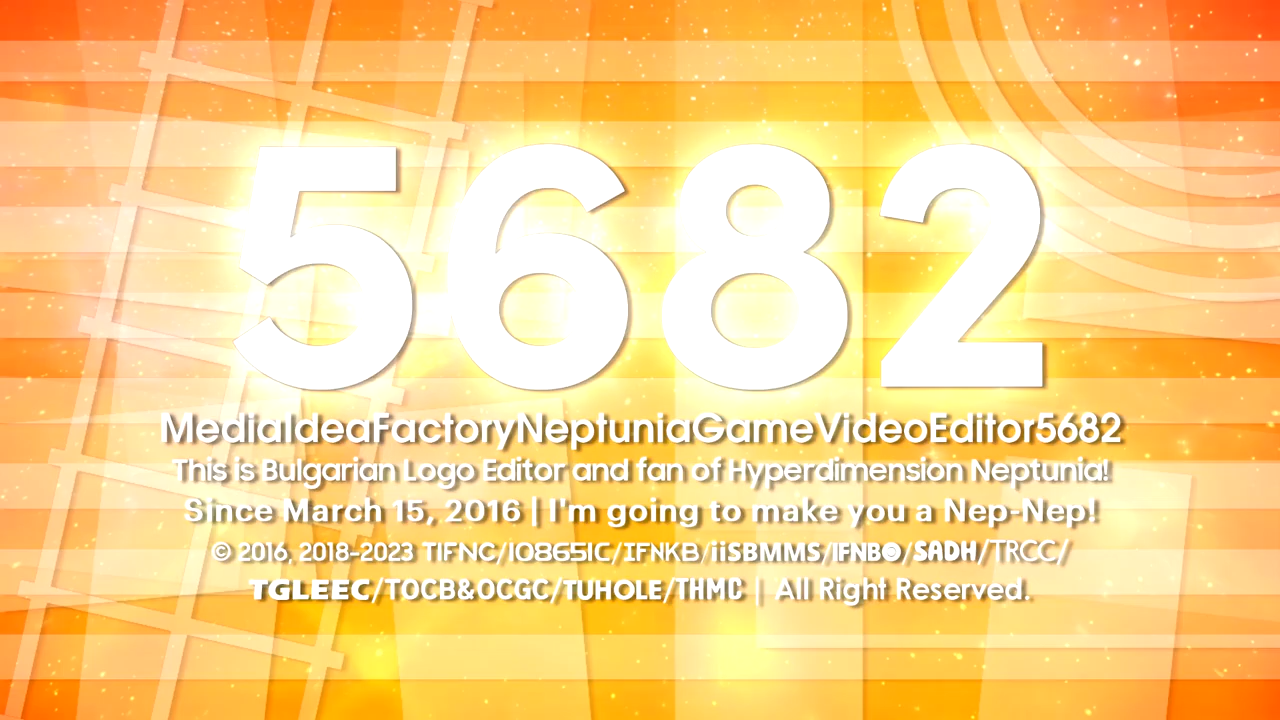 5682
MediaIdeaFactoryNeptuniaGameVideoEditor5682
This is Bulgarian Logo Editor and fan of Hyperdimension Neptunia!
Since March 15, 2016 | I'm going to make you a Nep-Nep!
© 2016, 2018-2023 TIFNC/IO8651C/IFNKB/iiSBMMS/IFNBO/SADH/TRCC/
TGLEEC/TOCB&OCGC/TUHOLE/THMC | All Right Reserved.